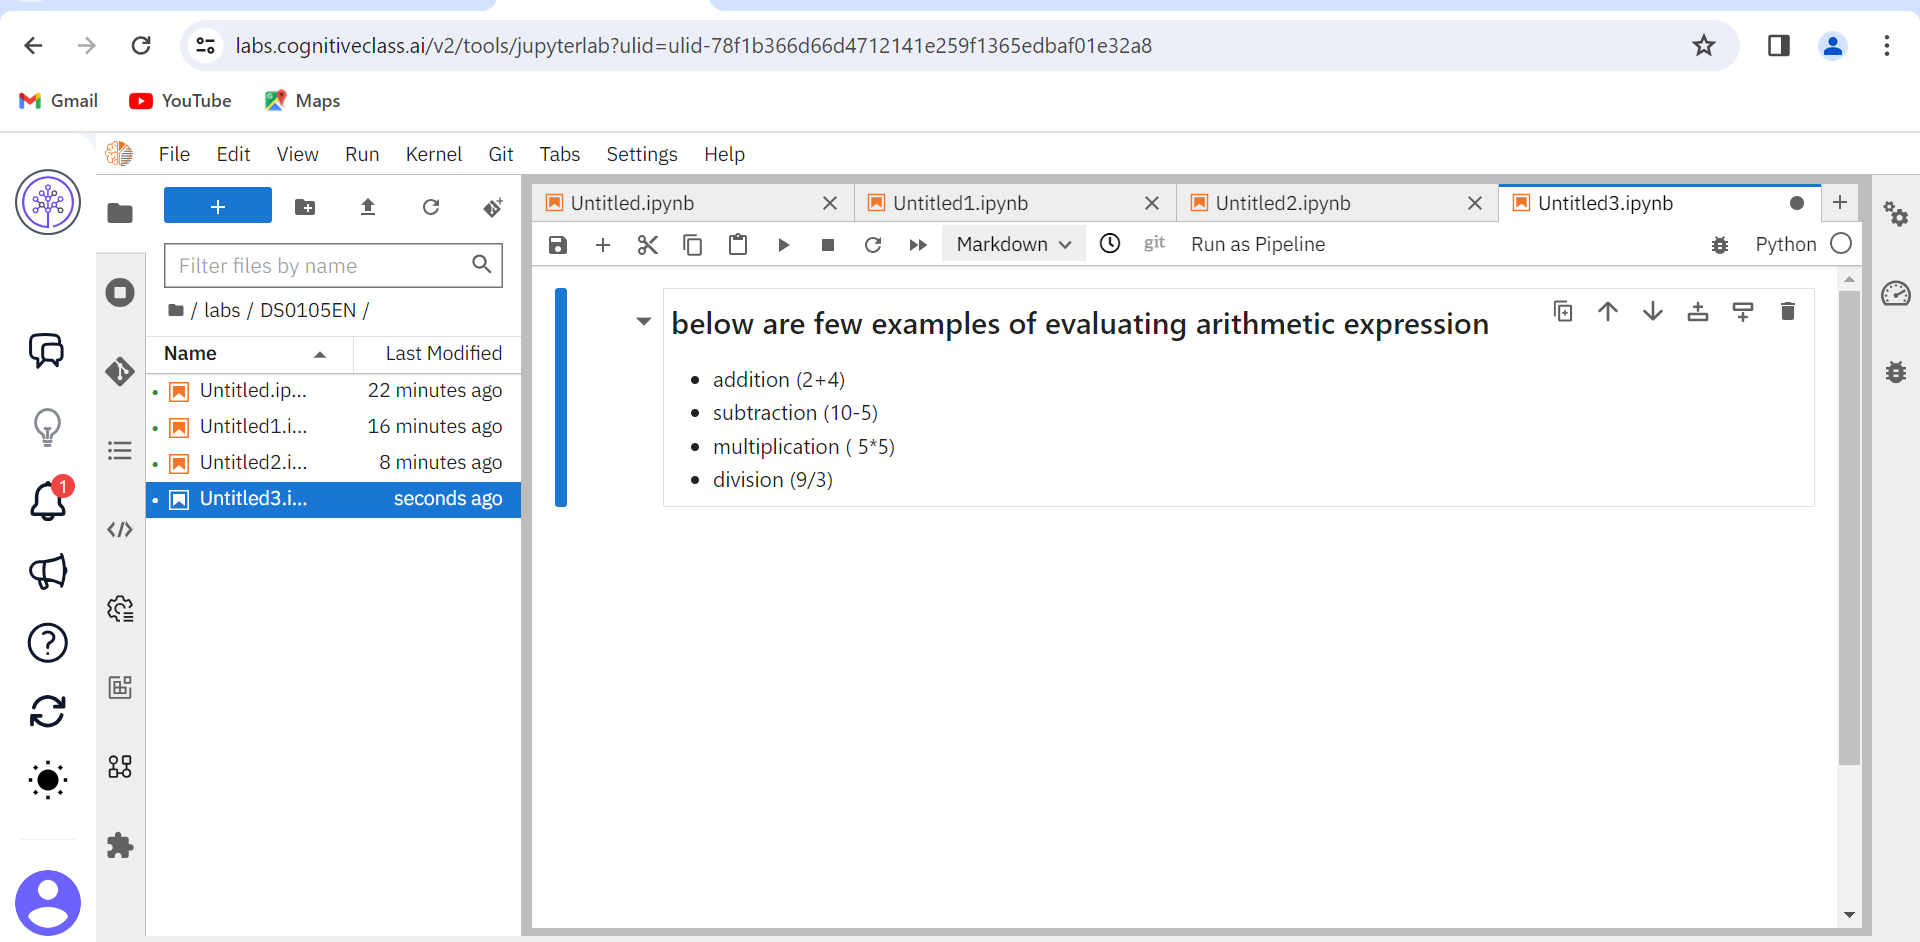 labs.cognitiveclass.ai/v2/tools/jupyterlab?ulid=ulid-78f1b366d66d4712141e259f1365edbaf01e32a8
Gmail YouTube Maps
File Edit View Run Kernel Git Tabs Settings Help
Untitled.ipynb Untitled1.ipynb Untitled2.ipynb Untitled3.ipynb
Markdown git Run as Pipeline Python
Filter files by name
/ labs / DS0105EN /
Name Last Modified
Untitled.ip... 22 minutes ago
Untitled1.i... 16 minutes ago
Untitled2.i... 8 minutes ago
Untitled3.i... seconds ago
1
below are few examples of evaluating arithmetic expression
• addition (2+4)
• subtraction (10-5)
• multiplication ( 5*5)
• division (9/3)